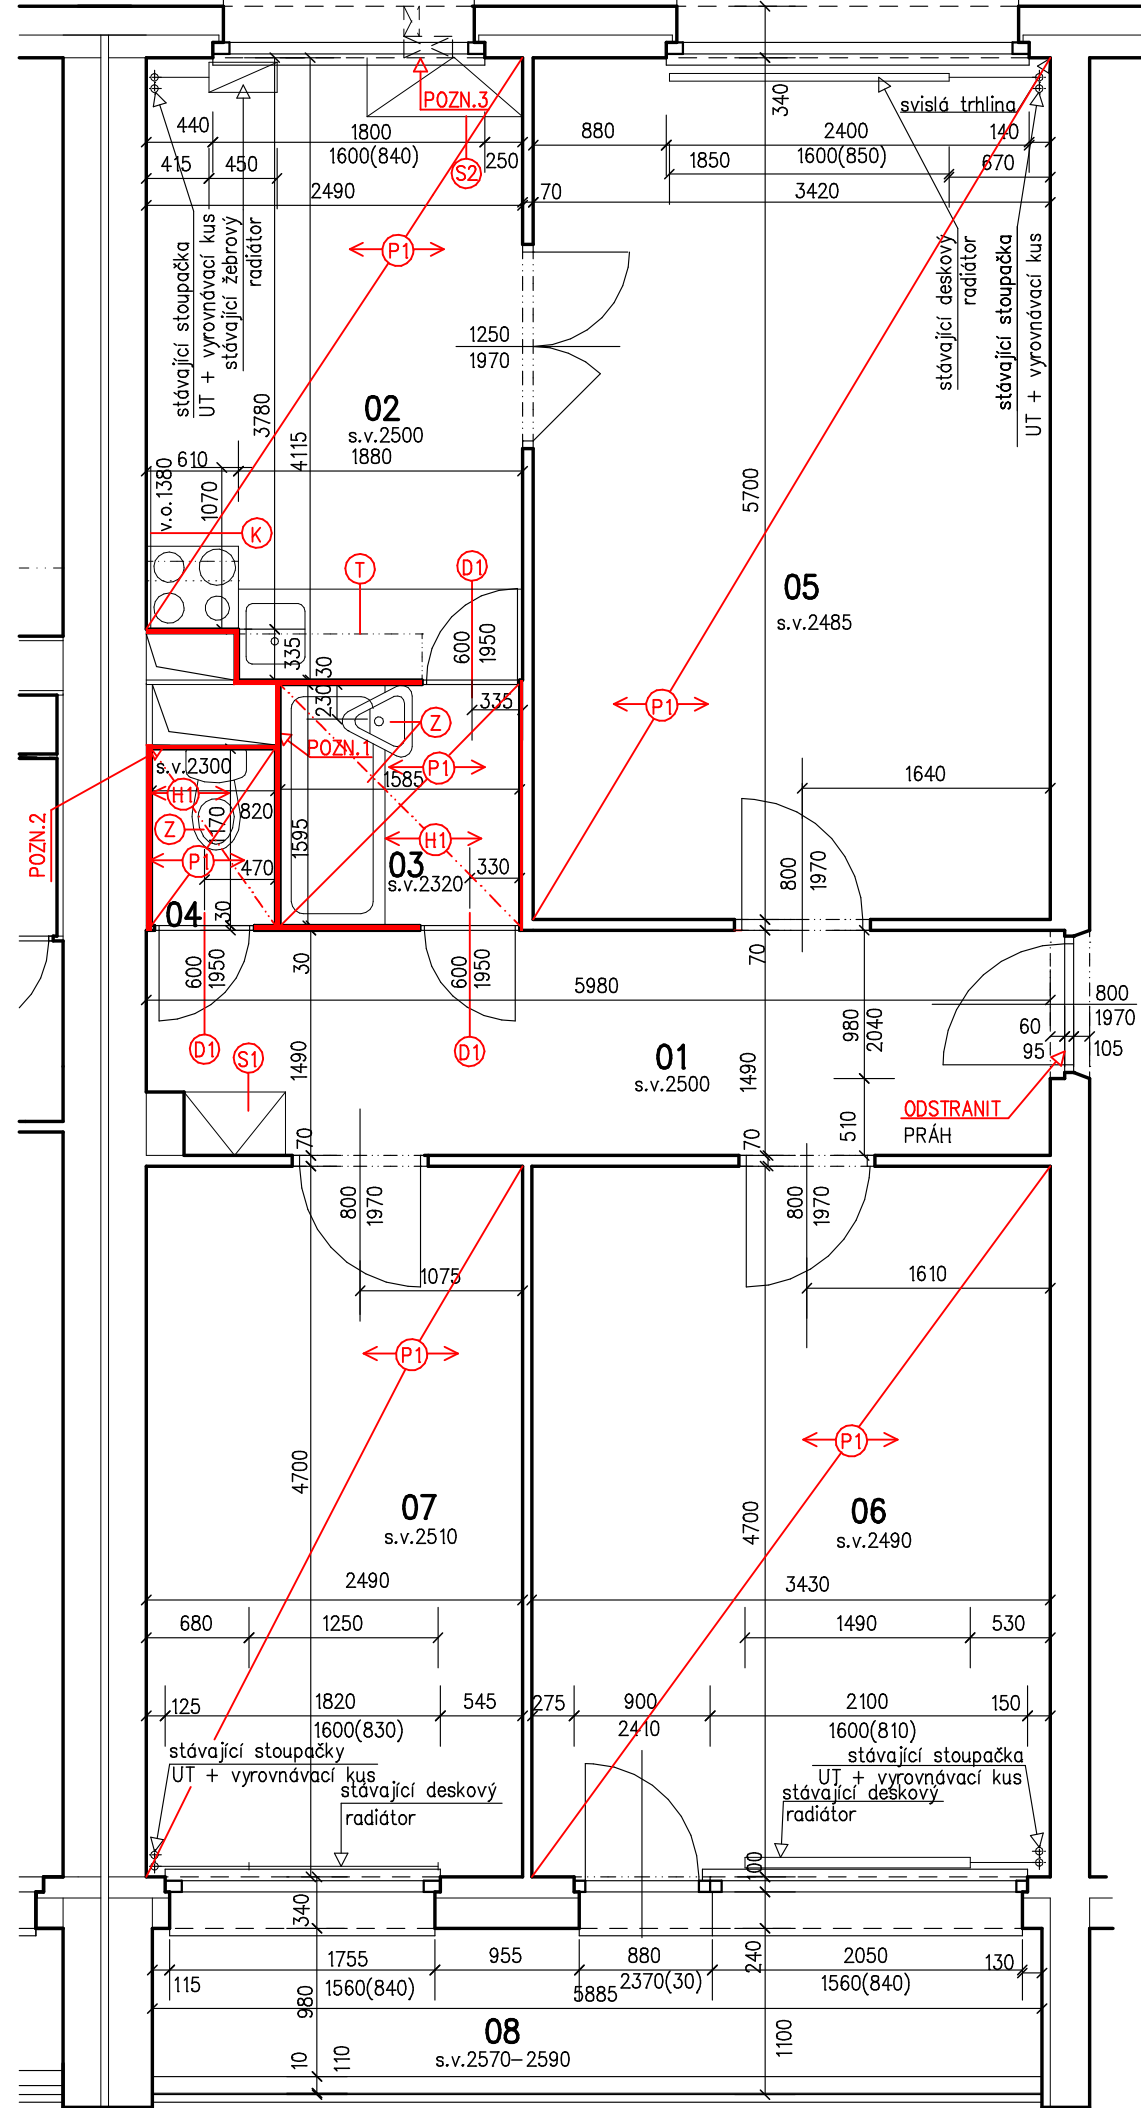 POZN.3
svislá trhlina
440
1800
1600(840)
250
S2
415
450
2490
70
340
880
2400
140
1600(850)
1850
670
3420
P1
stávající stoupačka
UT + vyrovnávací kus
stávající žebrový
radiátor
stávající deskový
radiátor
stávající stoupačka
UT + vyrovnávací kus
1250
1970
02
s.v.2500
1880
3780
4115
610
v.o.1380
1070
K
T
D1
5700
05
s.v.2485
600
1950
335
30
230
335
Z
P1
POZN.1
P1
1585
1640
s.v.2300
H1
820
1170
Z
P1
470
1595
H1
03
s.v.2320
330
POZN.2
04
30
800
1970
600
1950
30
600
1950
70
5980
D1
S1
D1
1490
01
s.v.2500
1490
980
2040
60
95
800
1970
105
ODSTRANIT
PRÁH
510
70
70
800
1970
800
1970
1075
1610
P1
P1
4700
4700
07
s.v.2510
06
s.v.2490
2490
3430
680
1250
1490
530
125
1820
545
1600(830)
275
900
2410
2100
150
1600(810)
stávající stoupačky
UT + vyrovnávací kus
stávající deskový
radiátor
stávající stoupačka
UT + vyrovnávací kus
stávající deskový
radiátor
100
340
240
115
1755
1560(840)
955
880
2370(30)
2050
1560(840)
130
5885
980
08
s.v.2570-2590
10
110
1100